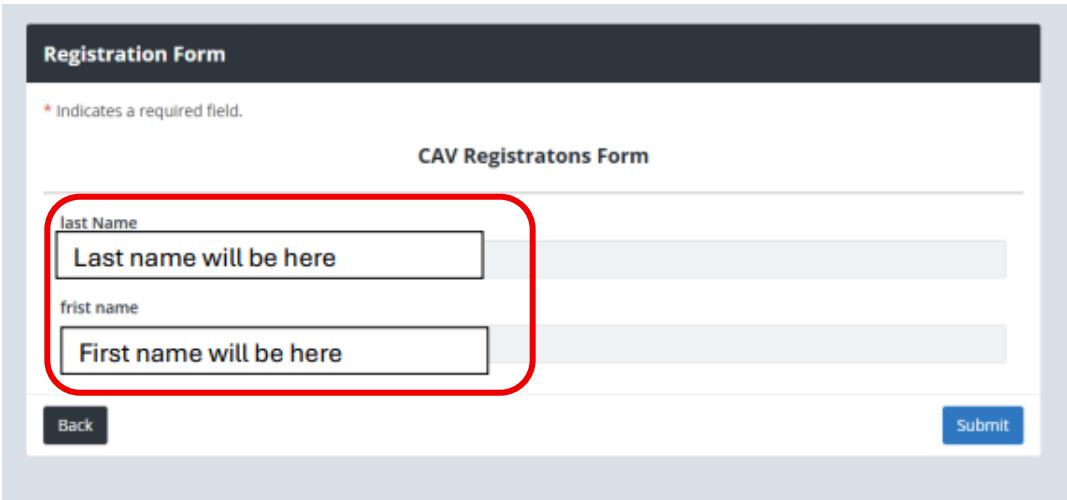 Registration Form
* Indicates a required field.
CAV Registratons Form
last Name
Last name will be here
frist name
First name will be here
Back
Submit